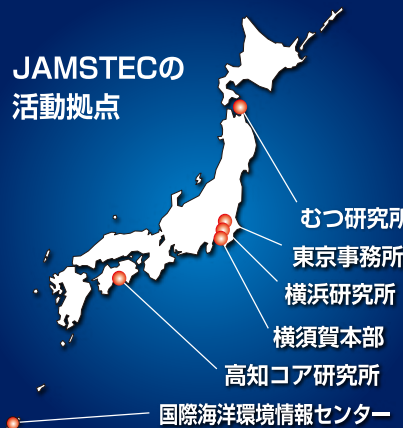 JAMSTECの
活動拠点
むつ研究所
東京事務所
横浜研究所
横須賀本部
高知コア研究所
国際海洋環境情報センター